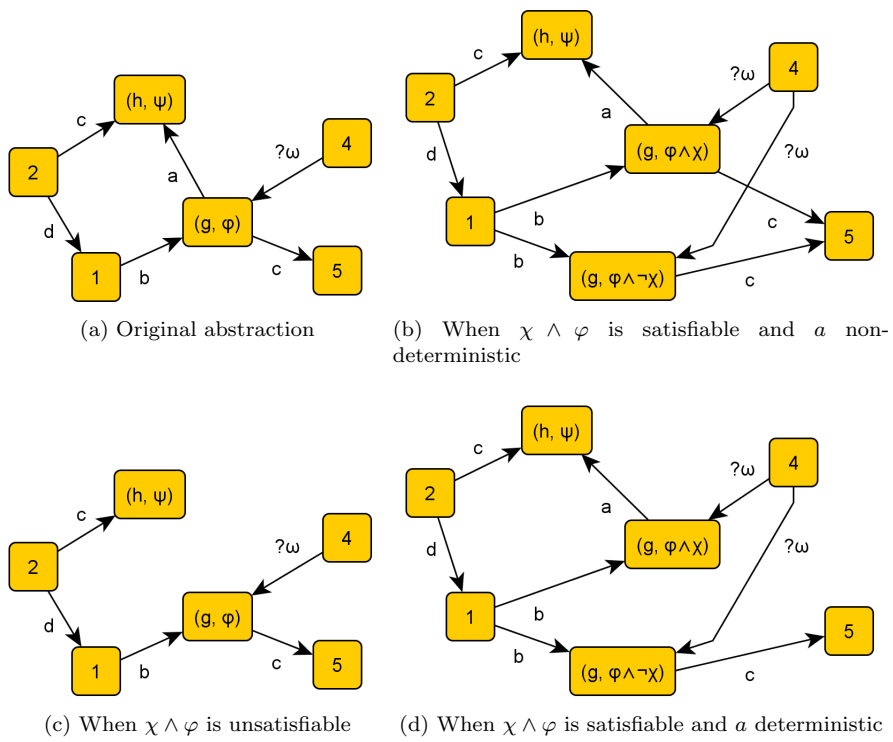 (h, ψ)
c
2
a
?ω
4
d
(g, φ)
1
b
c
5
(a) Original abstraction
(h, ψ)
c
2
a
?ω
4
d
(g, φ∧χ)
?ω
1
b
b
(g, φ∧¬χ)
c
c
5
(b) When χ ∧ φ is satisfiable and a non-
deterministic
(h, ψ)
c
2
?ω
4
d
(g, φ)
1
b
c
5
(c) When χ ∧ φ is unsatisfiable
(h, ψ)
c
2
a
?ω
4
d
(g, φ∧χ)
?ω
1
b
b
(g, φ∧¬χ)
c
5
(d) When χ ∧ φ is satisfiable and a deterministic